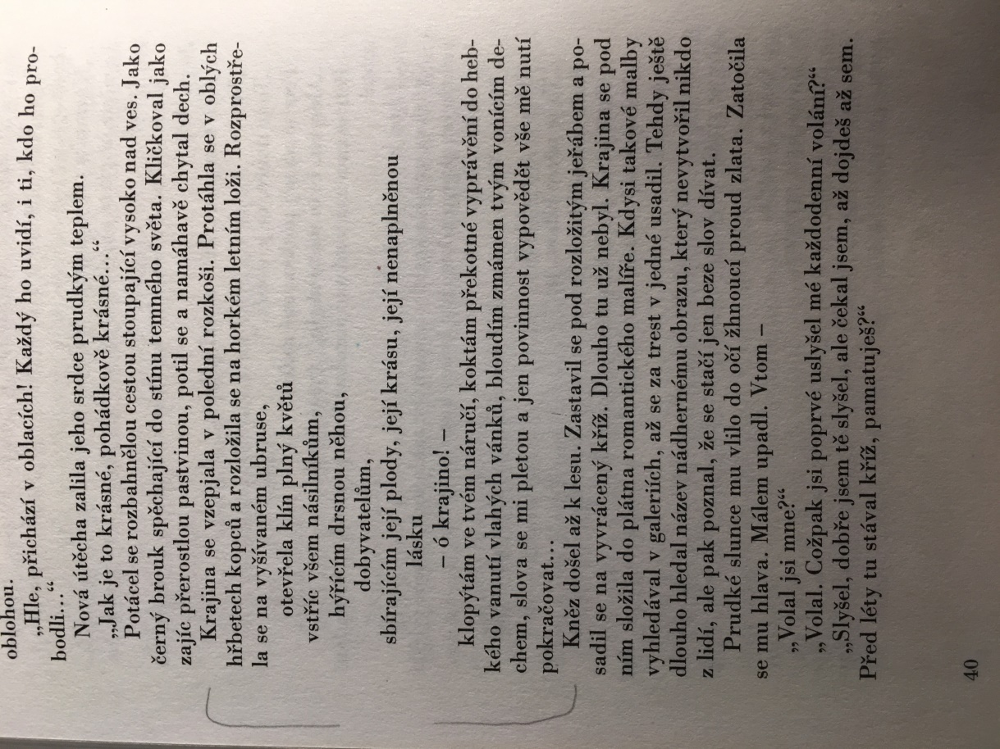 oblohou.
„Hle, přichází v oblacích! Každý ho uvidí, i ti, kdo ho pro-
bodli...“
Nová útěcha zalila jeho srdce prudkým teplem.
„Jak je to krásné, pohádkově krásné...“
Potácel se rozbahnělou cestou stoupající vysoko nad ves. Jako
černý brouk spěchající do stínu temného světa. Kličkoval jako
zajíc přerostlou pastvinou, potil se a namáhavě chytal dech.
Krajina se vzepjala v polední rozkoši. Protáhla se v oblých
hřbetech kopců a rozložila se na horkém letním loži. Rozprostře-
la se na vyšívaném ubruse,
otevřela klín plný květů
vstříc všem násilníkům,
hýřícím drsnou něhou,
dobyvatelům,
sbírajícím její plody, její krásu, její nenaplněnou
lásku
– ó krajino! –
klopýtám ve tvém náručí, koktám překotné vyprávění do heb-
kého vanutí vlahých vánků, bloudím zmámen tvým vonícím de-
chem, slova se mi pletou a jen povinnost vypovědět vše mě nutí
pokračovat...
Kněz došel až k lesu. Zastavil se pod rozložitým jeřábem a po-
sadil se na vyvrácený kříž. Dlouho tu už nebyl. Krajina se pod
ním složila do plátna romantického malíře. Kdysi takové malby
vyhledával v galeriích, až se za trest v jedné usadil. Tehdy ještě
dlouho hledal název nádhernému obrazu, který nevytvořil nikdo
z lidí, ale pak poznal, že se stačí jen beze slov dívat.
Prudké slunce mu vlilo do očí žhnoucí proud zlata. Zatočila
se mu hlava. Málem upadl. Vtom –
„Volal jsi mne?“
„Volal. Cožpak jsi poprvé uslyšel mé každodenní volání?“
„Slyšel, dobře jsem tě slyšel, ale čekal jsem, až dojdeš až sem.
Před léty tu stával kříž, pamatuješ?“
40